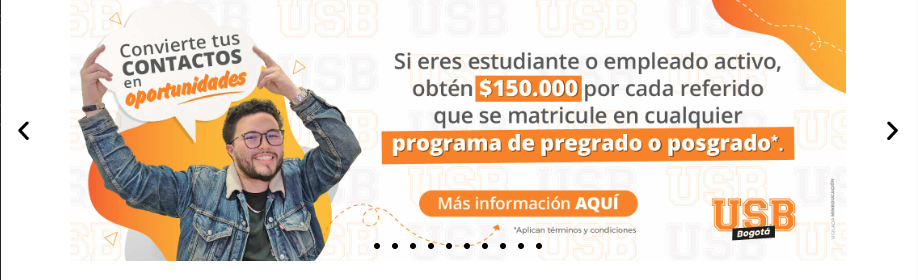 Convierte tus
CONTACTOS
en
oportunidades
Si eres estudiante o empleado activo,
obtén $150.000 por cada referido
que se matricule en cualquier
programa de pregrado o posgrado*.
Más información AQUÍ
*Aplican términos y condiciones
USB
Bogotá